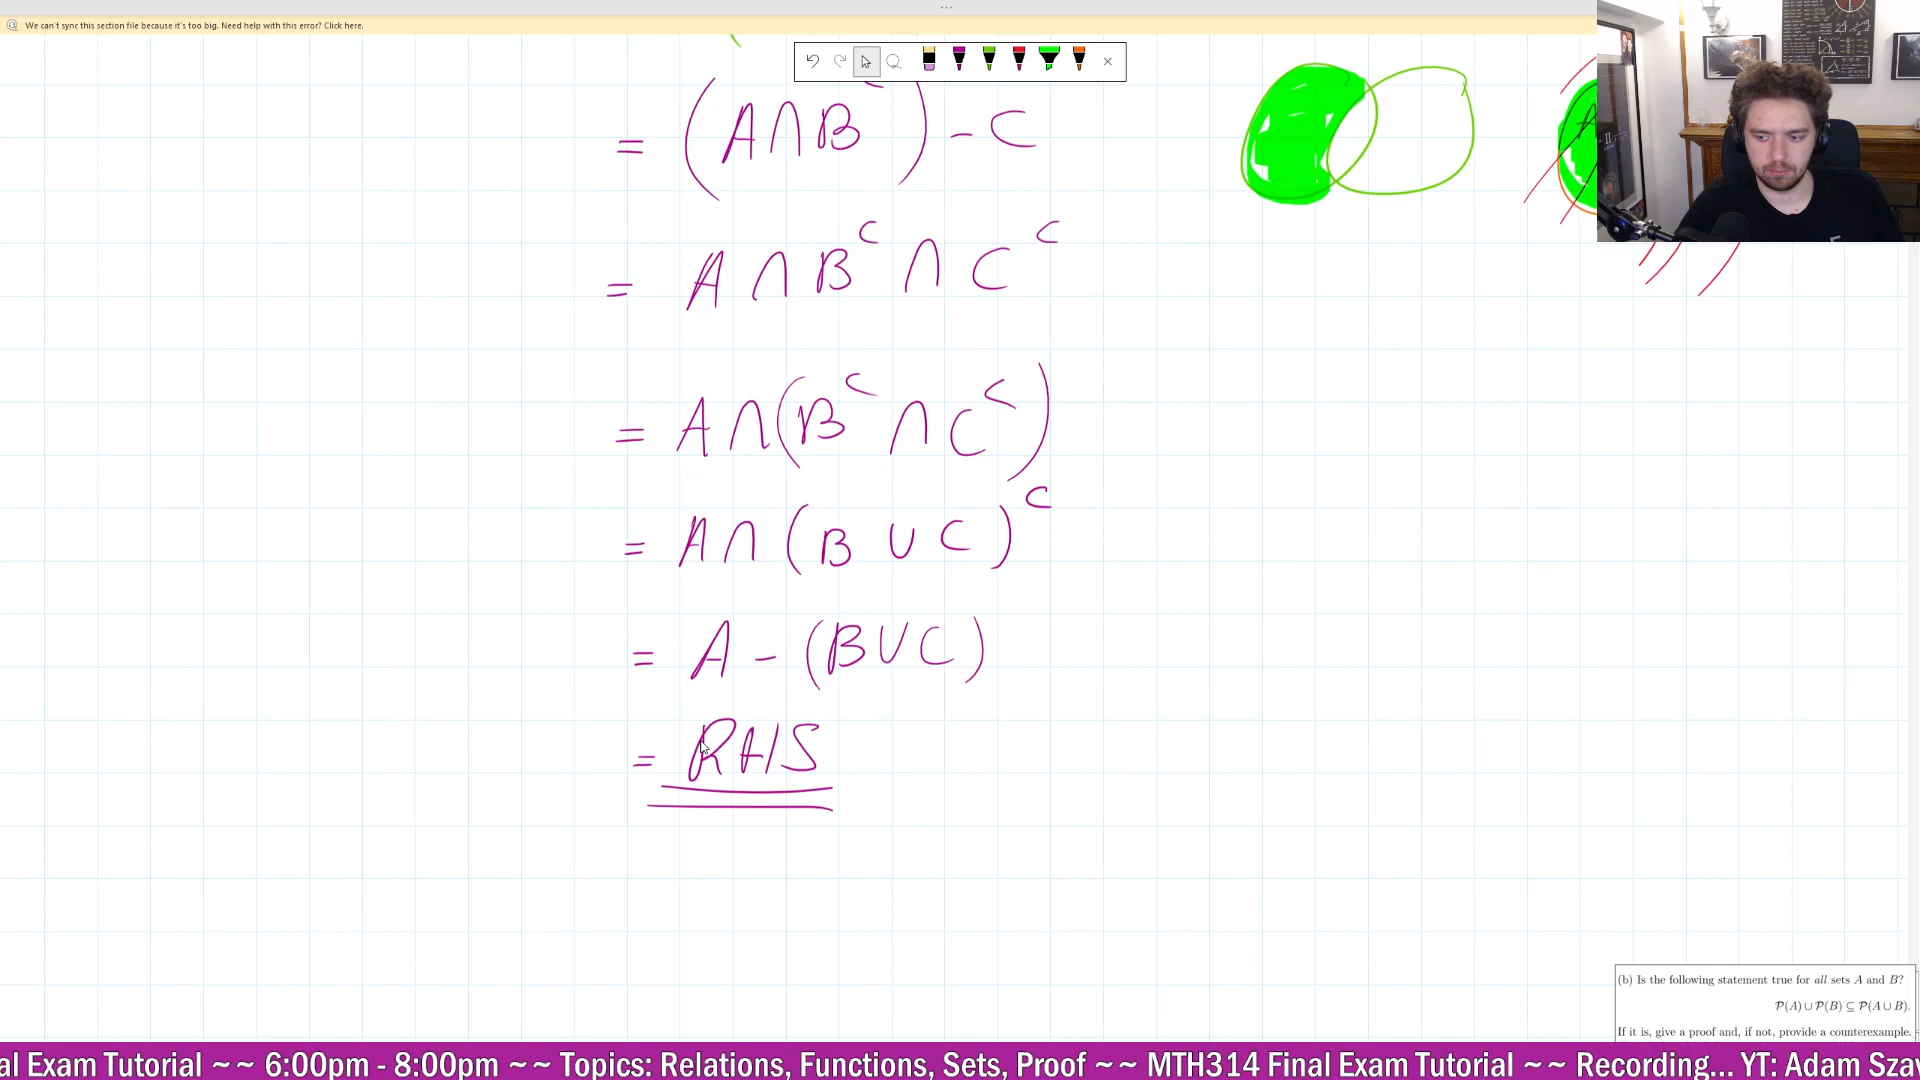 We can't sync this section file because it's too big. Need help with this error? Click here.
= (A∩B^c) - C
= A ∩ B^c ∩ C^c
= A∩(B^c ∩ C^c)
= A∩(B ∪ C)^c
= A - (B∪C)
= RHS
(b) Is the following statement true for all sets A and B?
𝒫(A) ∪ 𝒫(B) ⊆ 𝒫(A ∪ B).
If it is, give a proof and, if not, provide a counterexample.
al Exam Tutorial ~~ 6:00pm - 8:00pm ~~ Topics: Relations, Functions, Sets, Proof ~~ MTH314 Final Exam Tutorial ~~ Recording... YT: Adam Szav